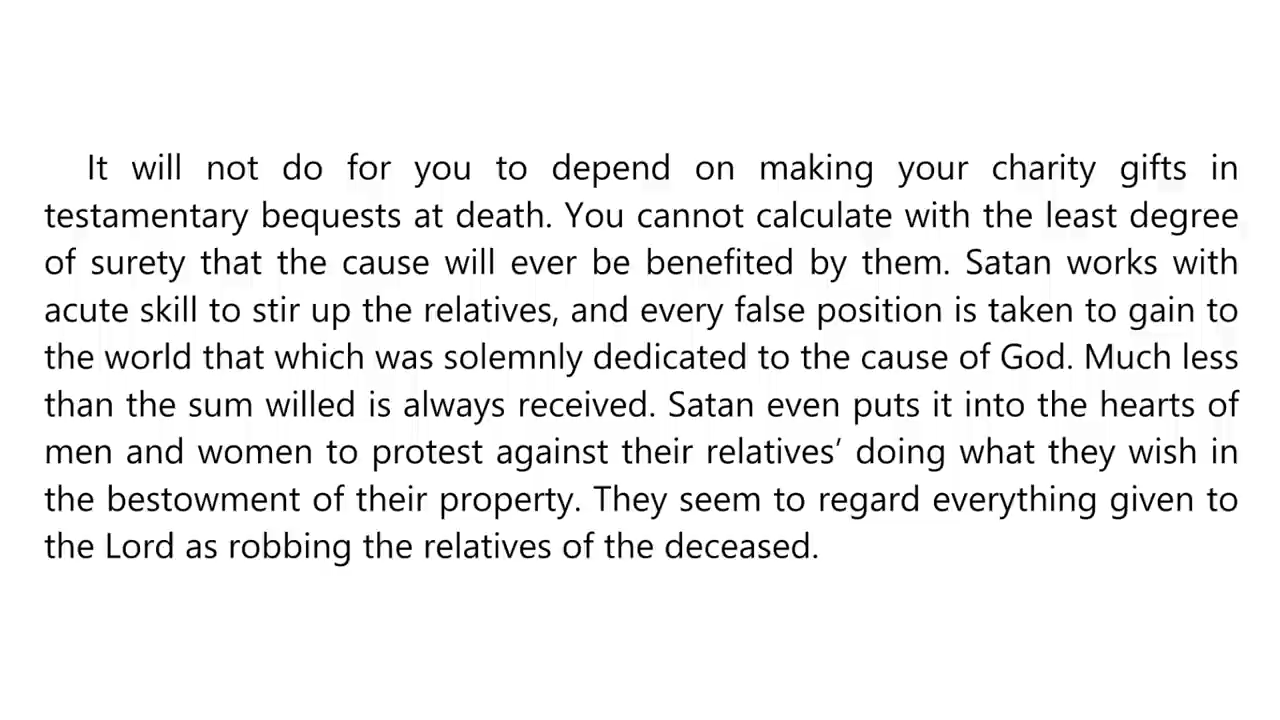 It will not do for you to depend on making your charity gifts in
testamentary bequests at death. You cannot calculate with the least degree
of surety that the cause will ever be benefited by them. Satan works with
acute skill to stir up the relatives, and every false position is taken to gain to
the world that which was solemnly dedicated to the cause of God. Much less
than the sum willed is always received. Satan even puts it into the hearts of
men and women to protest against their relatives’ doing what they wish in
the bestowment of their property. They seem to regard everything given to
the Lord as robbing the relatives of the deceased.